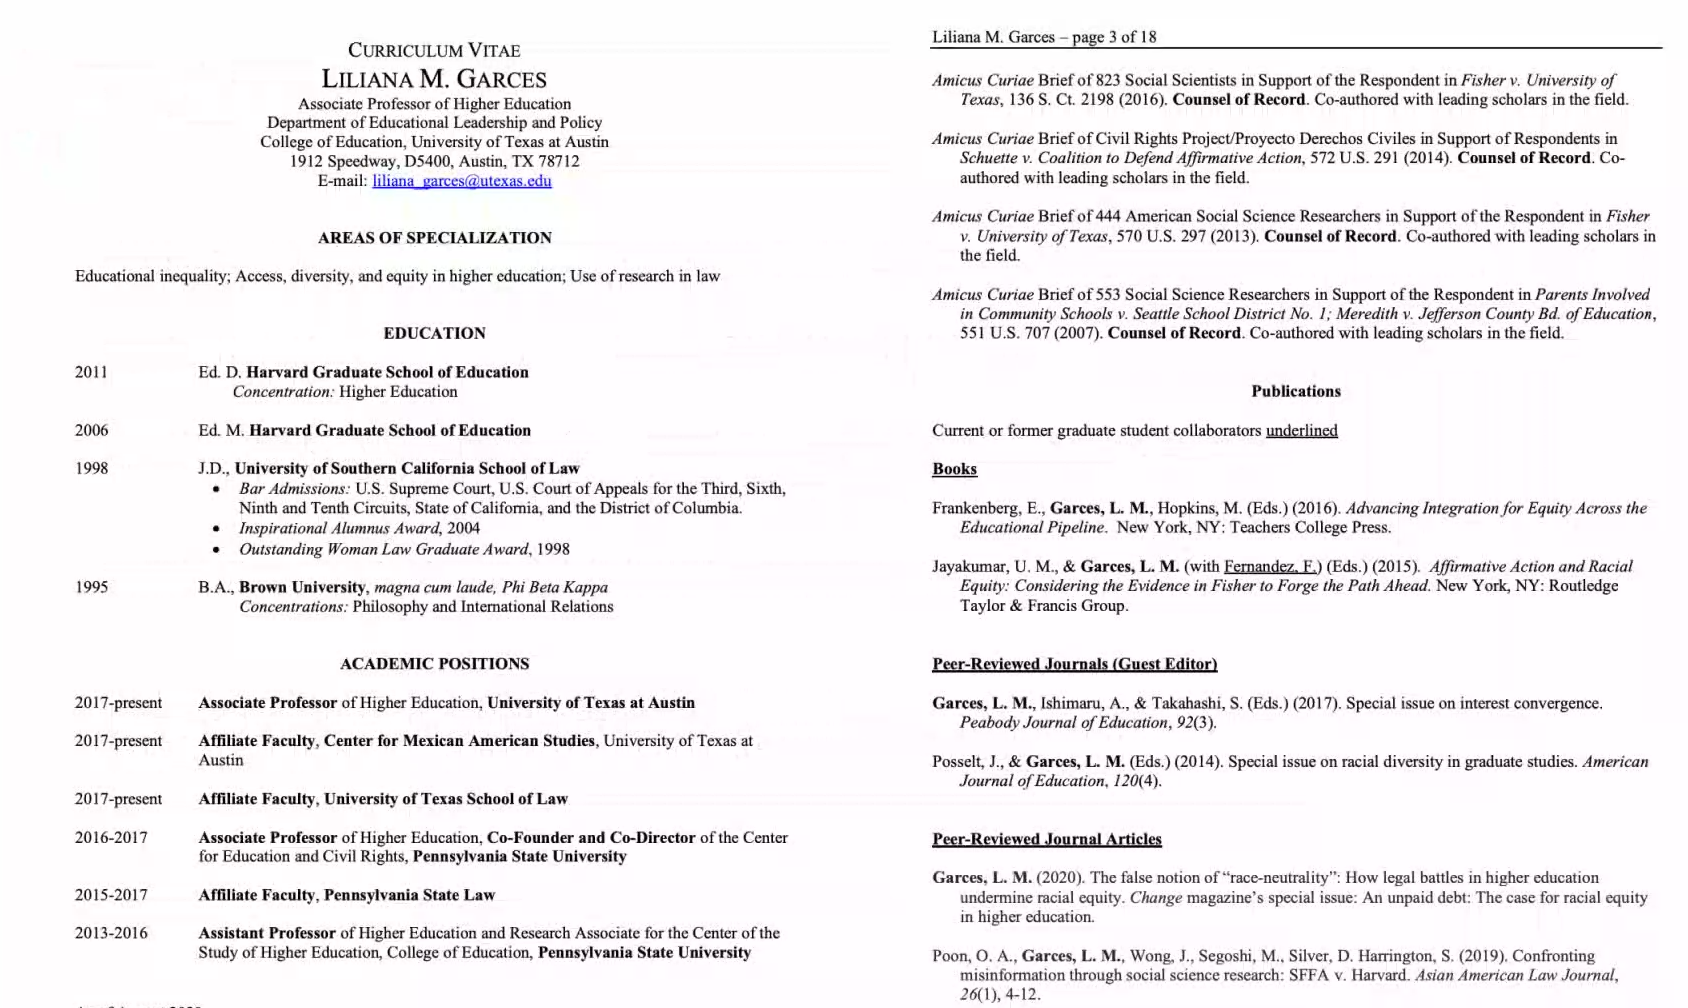 CURRICULUM VITAE
LILIANA M. GARCES
Associate Professor of Higher Education
Department of Educational Leadership and Policy
College of Education, University of Texas at Austin
1912 Speedway, D5400, Austin, TX 78712
E-mail: liliana_garces@utexas.edu
AREAS OF SPECIALIZATION
Educational inequality; Access, diversity, and equity in higher education; Use of research in law
EDUCATION
2011 Ed. D. Harvard Graduate School of Education
Concentration: Higher Education
2006 Ed. M. Harvard Graduate School of Education
1998 J.D., University of Southern California School of Law
• Bar Admissions: U.S. Supreme Court, U.S. Court of Appeals for the Third, Sixth,
Ninth and Tenth Circuits, State of California, and the District of Columbia.
• Inspirational Alumnus Award, 2004
• Outstanding Woman Law Graduate Award, 1998
1995 B.A., Brown University, magna cum laude, Phi Beta Kappa
Concentrations: Philosophy and International Relations
ACADEMIC POSITIONS
2017-present Associate Professor of Higher Education, University of Texas at Austin
2017-present Affiliate Faculty, Center for Mexican American Studies, University of Texas at
Austin
2017-present Affiliate Faculty, University of Texas School of Law
2016-2017 Associate Professor of Higher Education, Co-Founder and Co-Director of the Center
for Education and Civil Rights, Pennsylvania State University
2015-2017 Affiliate Faculty, Pennsylvania State Law
2013-2016 Assistant Professor of Higher Education and Research Associate for the Center of the
Study of Higher Education, College of Education, Pennsylvania State University
Liliana M. Garces – page 3 of 18
Amicus Curiae Brief of 823 Social Scientists in Support of the Respondent in Fisher v. University of
Texas, 136 S. Ct. 2198 (2016). Counsel of Record. Co-authored with leading scholars in the field.
Amicus Curiae Brief of Civil Rights Project/Proyecto Derechos Civiles in Support of Respondents in
Schuette v. Coalition to Defend Affirmative Action, 572 U.S. 291 (2014). Counsel of Record. Co-
authored with leading scholars in the field.
Amicus Curiae Brief of 444 American Social Science Researchers in Support of the Respondent in Fisher
v. University of Texas, 570 U.S. 297 (2013). Counsel of Record. Co-authored with leading scholars in
the field.
Amicus Curiae Brief of 553 Social Science Researchers in Support of the Respondent in Parents Involved
in Community Schools v. Seattle School District No. 1; Meredith v. Jefferson County Bd. of Education,
551 U.S. 707 (2007). Counsel of Record. Co-authored with leading scholars in the field.
Publications
Current or former graduate student collaborators underlined
Books
Frankenberg, E., Garces, L. M., Hopkins, M. (Eds.) (2016). Advancing Integration for Equity Across the
Educational Pipeline. New York, NY: Teachers College Press.
Jayakumar, U. M., & Garces, L. M. (with Fernandez, F.) (Eds.) (2015). Affirmative Action and Racial
Equity: Considering the Evidence in Fisher to Forge the Path Ahead. New York, NY: Routledge
Taylor & Francis Group.
Peer-Reviewed Journals (Guest Editor)
Garces, L. M., Ishimaru, A., & Takahashi, S. (Eds.) (2017). Special issue on interest convergence.
Peabody Journal of Education, 92(3).
Posselt, J., & Garces, L. M. (Eds.) (2014). Special issue on racial diversity in graduate studies. American
Journal of Education, 120(4).
Peer-Reviewed Journal Articles
Garces, L. M. (2020). The false notion of “race-neutrality”: How legal battles in higher education
undermine racial equity. Change magazine’s special issue: An unpaid debt: The case for racial equity
in higher education.
Poon, O. A., Garces, L. M., Wong, J., Segoshi, M., Silver, D. Harrington, S. (2019). Confronting
misinformation through social science research: SFFA v. Harvard. Asian American Law Journal,
26(1), 4-12.